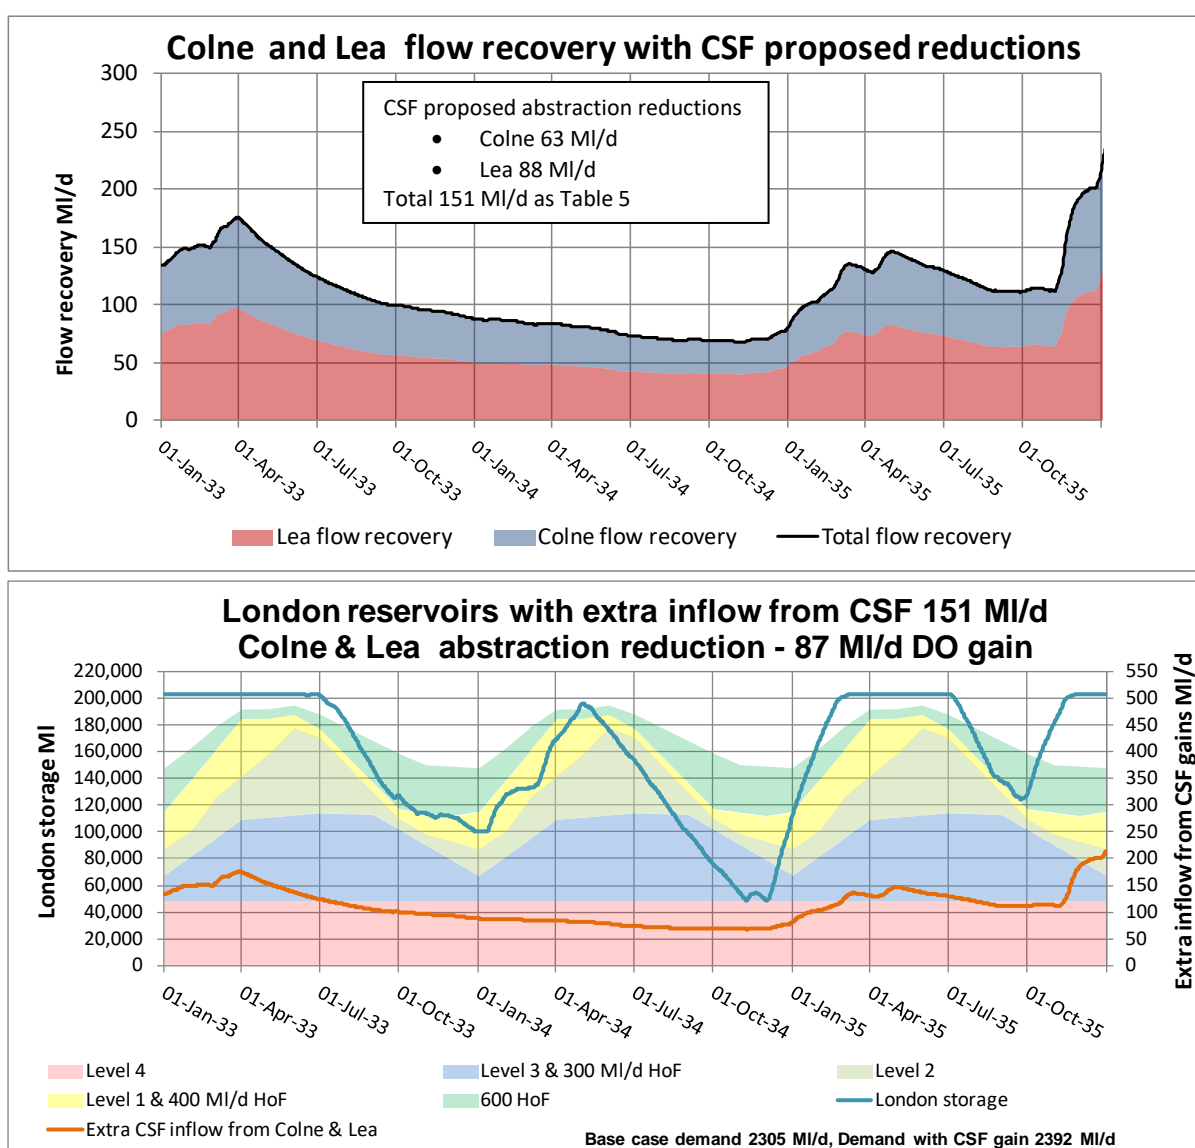 Colne and Lea flow recovery with CSF proposed reductions
300
250
200
150
100
50
0
Flow recovery Ml/d
CSF proposed abstraction reductions
• Colne 63 Ml/d
• Lea 88 Ml/d
Total 151 Ml/d as Table 5
01-Jan-33
01-Apr-33
01-Jul-33
01-Oct-33
01-Jan-34
01-Apr-34
01-Jul-34
01-Oct-34
01-Jan-35
01-Apr-35
01-Jul-35
01-Oct-35
Lea flow recovery Colne flow recovery Total flow recovery
London reservoirs with extra inflow from CSF 151 Ml/d
Colne & Lea abstraction reduction - 87 Ml/d DO gain
220,000
200,000
180,000
160,000
140,000
120,000
100,000
80,000
60,000
40,000
20,000
0
London storage Ml
550
500
450
400
350
300
250
200
150
100
50
0
Extra inflow from CSF gains Ml/d
01-Jan-33
01-Apr-33
01-Jul-33
01-Oct-33
01-Jan-34
01-Apr-34
01-Jul-34
01-Oct-34
01-Jan-35
01-Apr-35
01-Jul-35
01-Oct-35
Level 4 Level 3 & 300 Ml/d HoF Level 2
Level 1 & 400 Ml/d HoF 600 HoF London storage
Extra CSF inflow from Colne & Lea
Base case demand 2305 Ml/d, Demand with CSF gain 2392 Ml/d